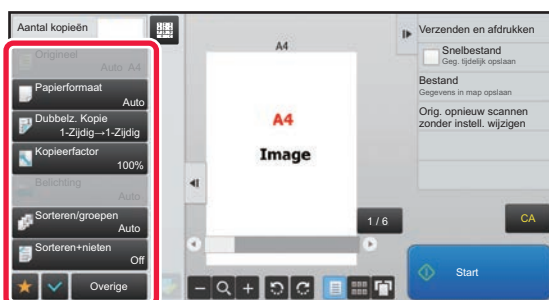 Aantal kopieën
Origineel
Auto A4
Papierformaat
Auto
Dubbelz. Kopie
1-Zijdig→1-Zijdig
Kopieerfactor
100%
Belichting
Auto
Sorteren/groepen
Auto
Sorteren+nieten
Off
Overige
A4
A4
Image
1 / 6
Verzenden en afdrukken
Snelbestand
Geg. tijdelijk opslaan
Bestand
Gegevens in map opslaan
Orig. opnieuw scannen
zonder instell. wijzigen
CA
Start